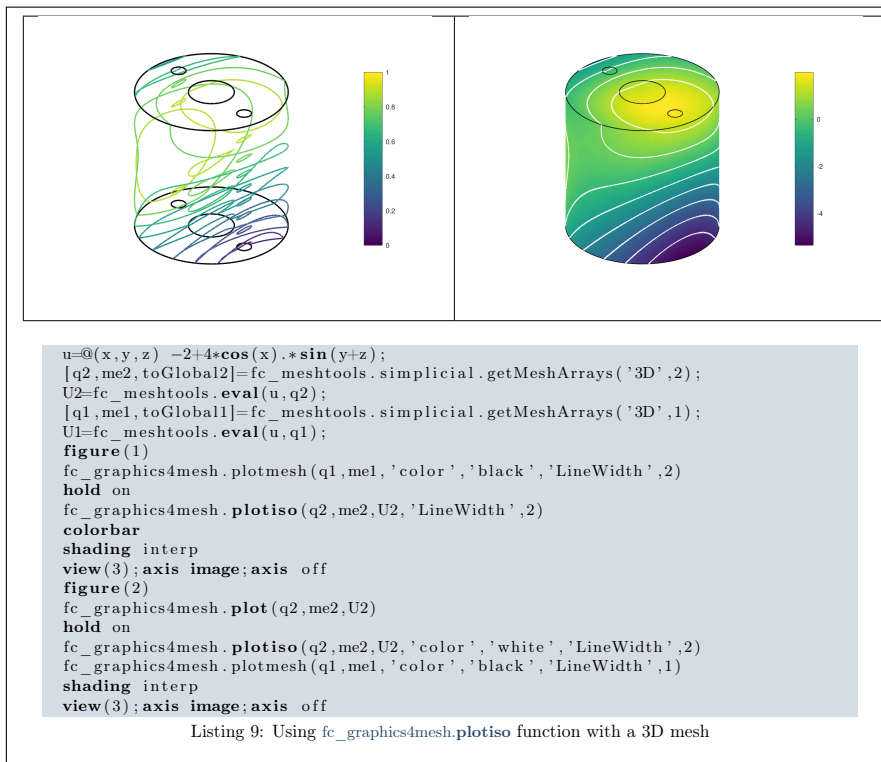 1
0.8
0.6
0.4
0.2
0
0
-2
-4
u=@(x,y,z) -2+4*cos(x).*sin(y+z);
[q2,me2,toGlobal2]=fc_meshtools.simplicial.getMeshArrays('3D',2);
U2=fc_meshtools.eval(u,q2);
[q1,me1,toGlobal1]=fc_meshtools.simplicial.getMeshArrays('3D',1);
U1=fc_meshtools.eval(u,q1);
figure(1)
fc_graphics4mesh.plotmesh(q1,me1,'color','black','LineWidth',2)
hold on
fc_graphics4mesh.plotiso(q2,me2,U2,'LineWidth',2)
colorbar
shading interp
view(3);axis image;axis off
figure(2)
fc_graphics4mesh.plot(q2,me2,U2)
hold on
fc_graphics4mesh.plotiso(q2,me2,U2,'color','white','LineWidth',2)
fc_graphics4mesh.plotmesh(q1,me1,'color','black','LineWidth',1)
shading interp
view(3);axis image;axis off
Listing 9: Using fc_graphics4mesh.plotiso function with a 3D mesh